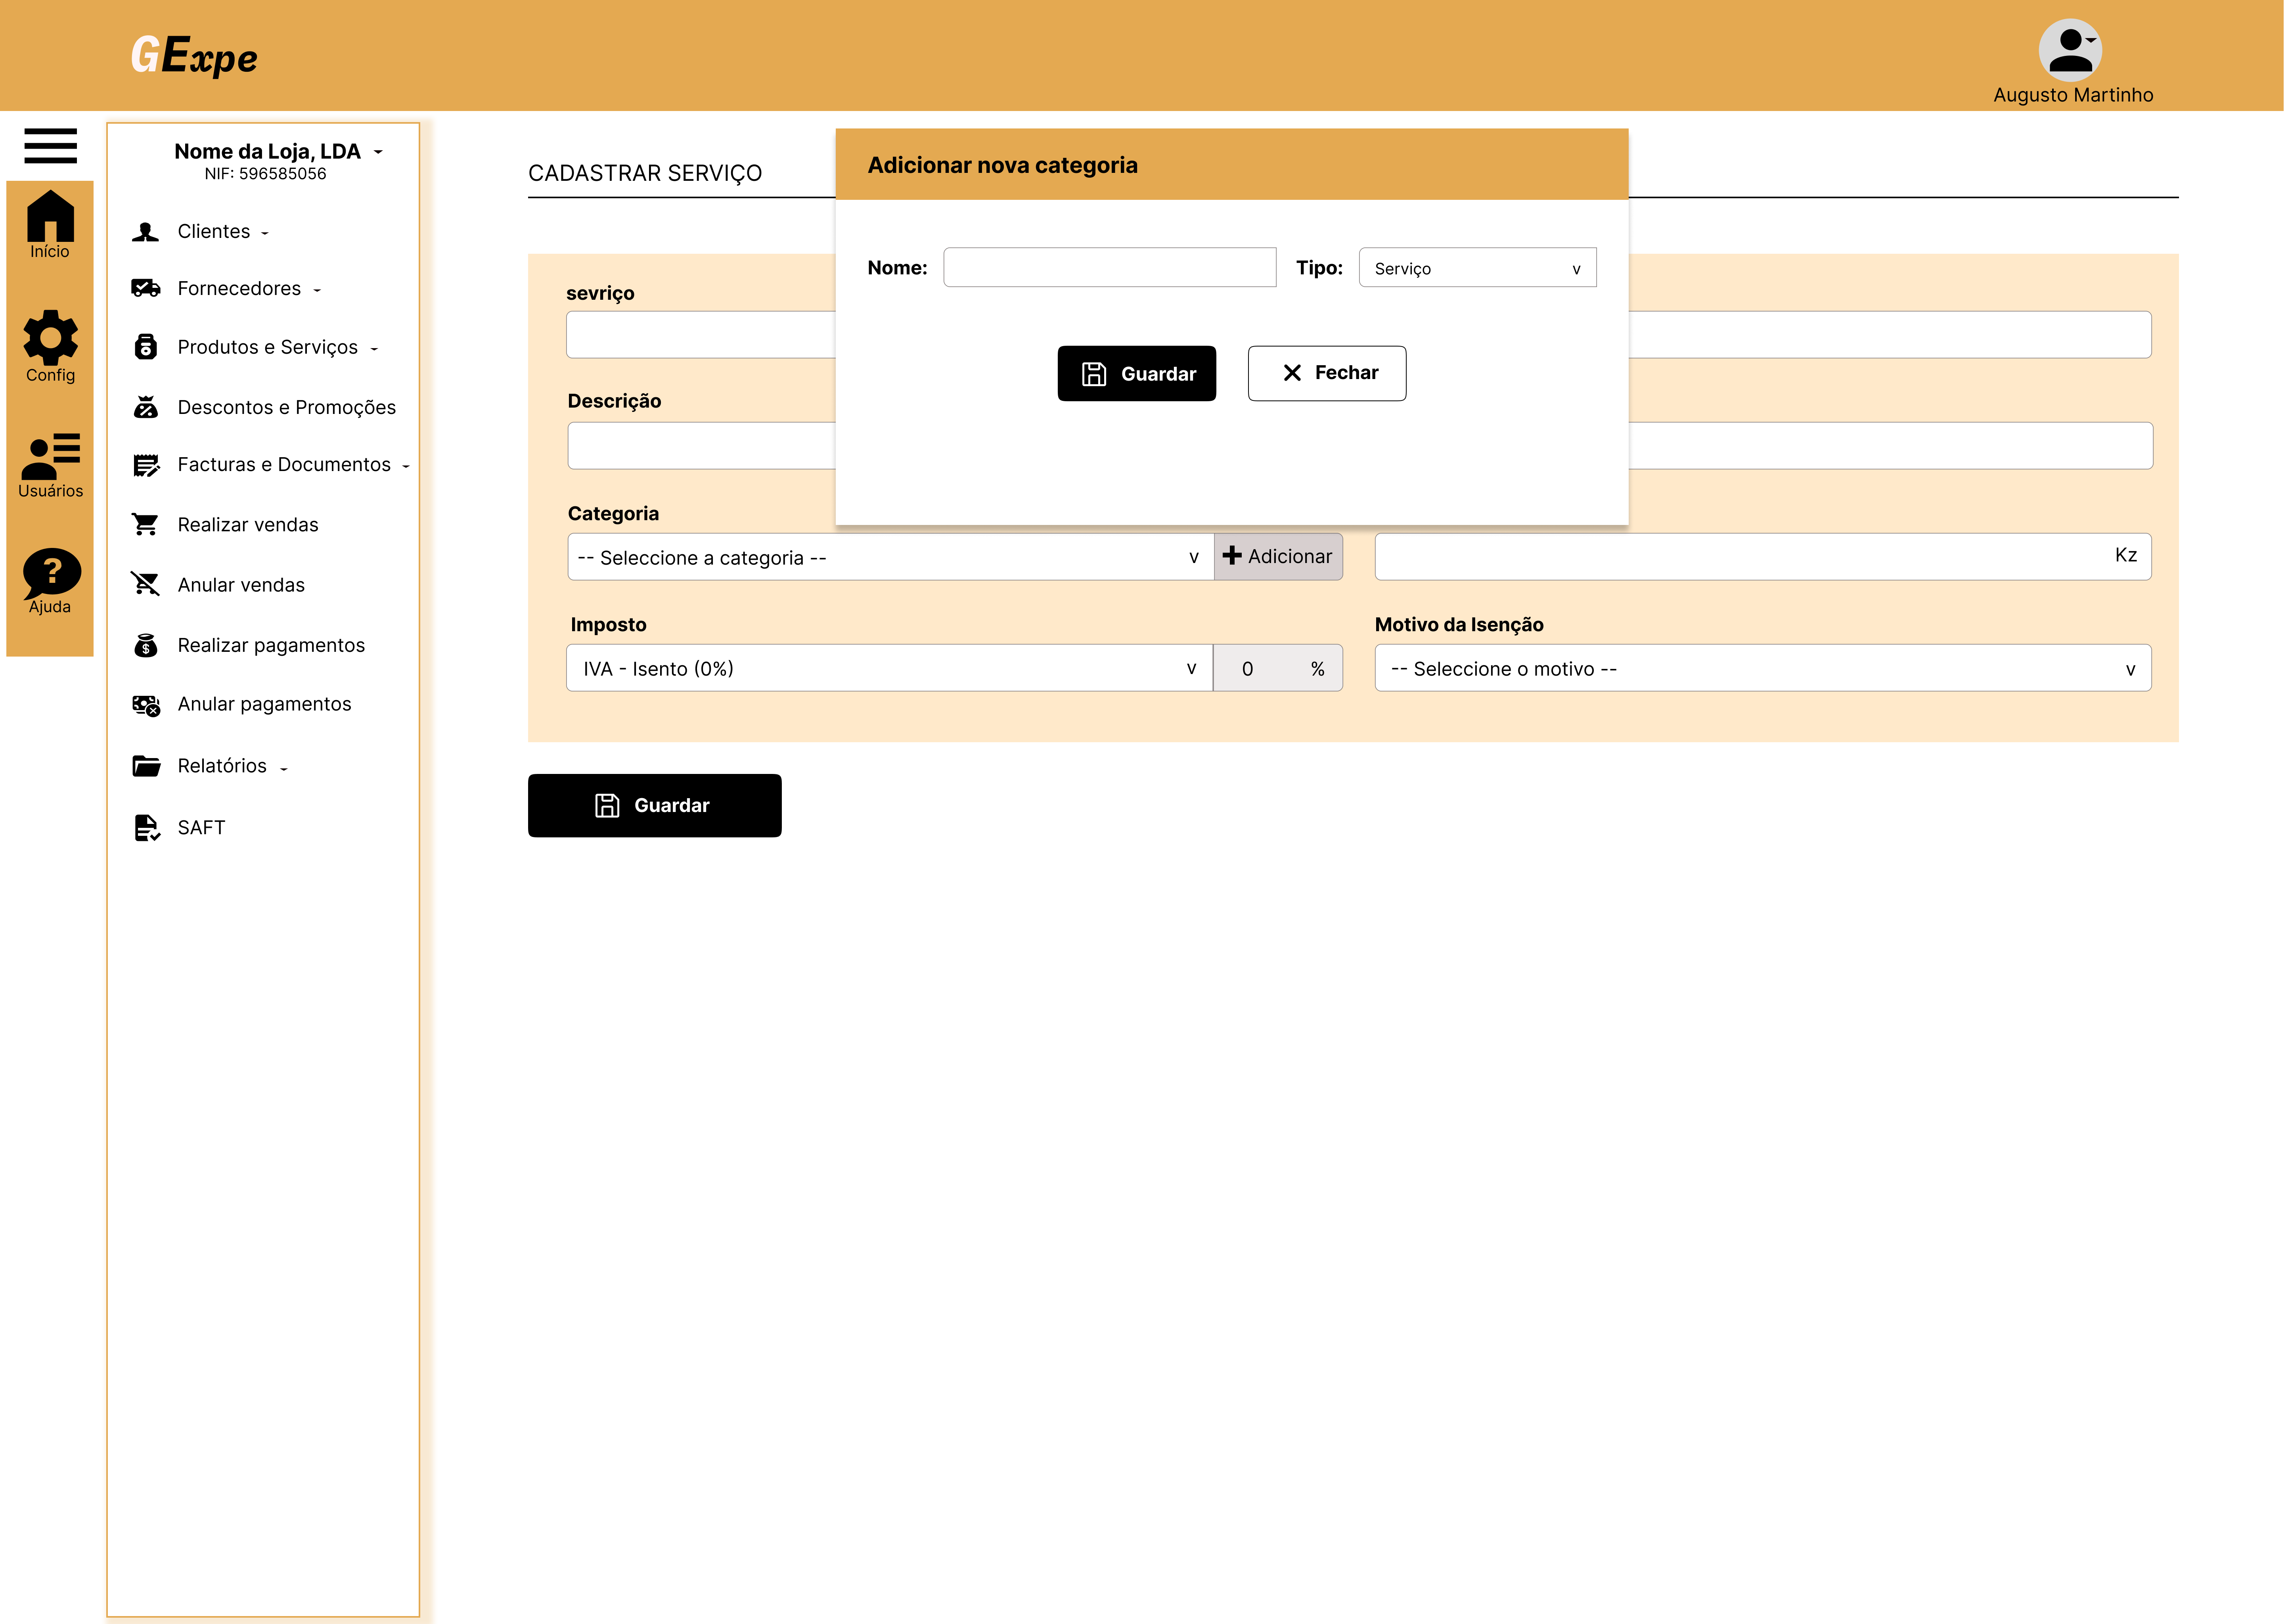 GExpe
Augusto Martinho
Início
Config
Usuários
Ajuda
Nome da Loja, LDA
NIF: 596585056
Clientes
Fornecedores
Produtos e Serviços
Descontos e Promoções
Facturas e Documentos
Realizar vendas
Anular vendas
Realizar pagamentos
Anular pagamentos
Relatórios
SAFT
CADASTRAR SERVIÇO
Adicionar nova categoria
Nome:
Tipo: Serviço v
Guardar
Fechar
sevriço
Descrição
Categoria
-- Seleccione a categoria -- v
Adicionar
Kz
Imposto
IVA - Isento (0%) v
0 %
Motivo da Isenção
-- Seleccione o motivo -- v
Guardar